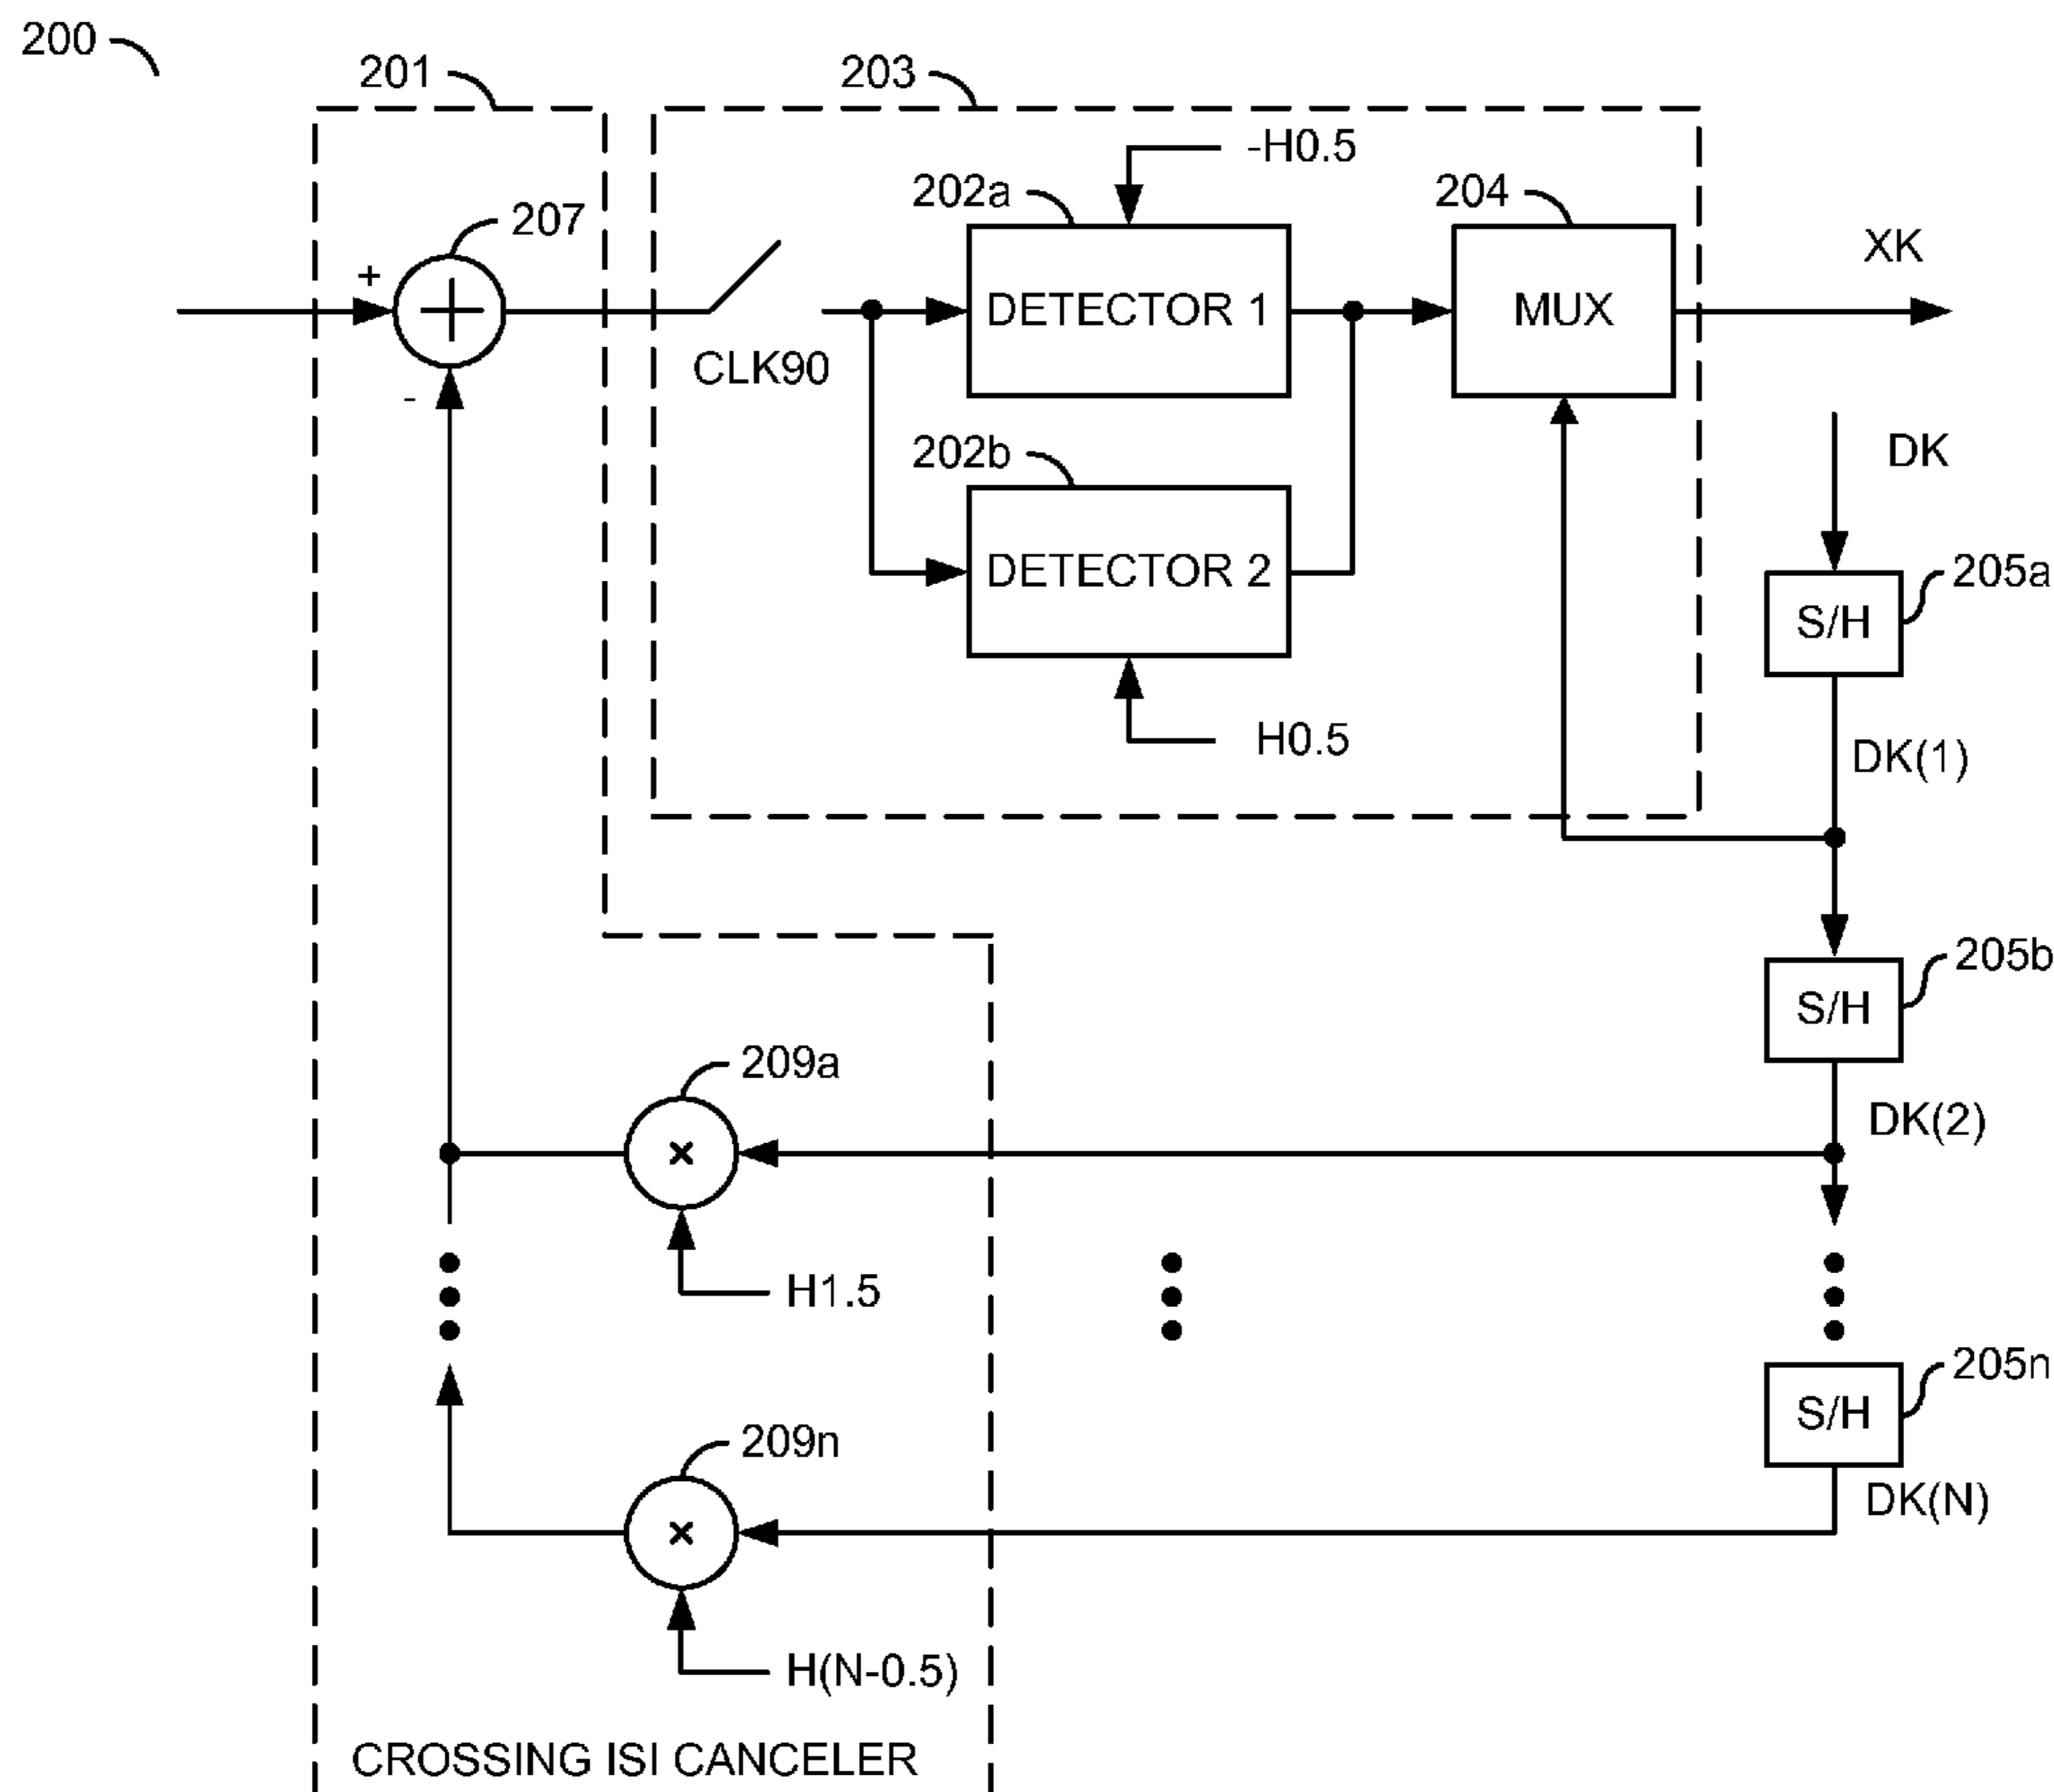 200
201
203
-H0.5
202a
204
207
XK
+
DETECTOR 1
MUX
CLK90
-
DK
202b
DETECTOR 2
205a
S/H
H0.5
DK(1)
205b
S/H
209a
DK(2)
×
H1.5
205n
S/H
209n
DK(N)
×
H(N-0.5)
CROSSING ISI CANCELER